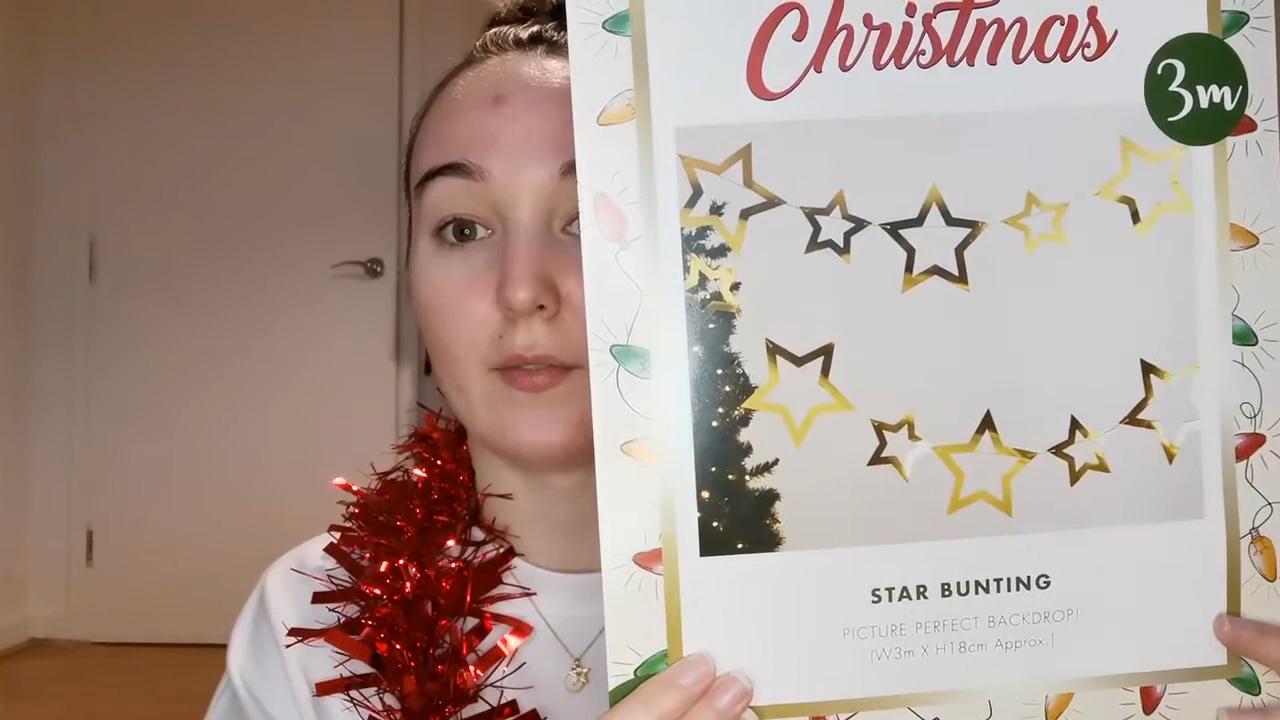 Christmas
3m
STAR BUNTING
PICTURE PERFECT BACKDROP!
(W3m X H18cm Approx.)